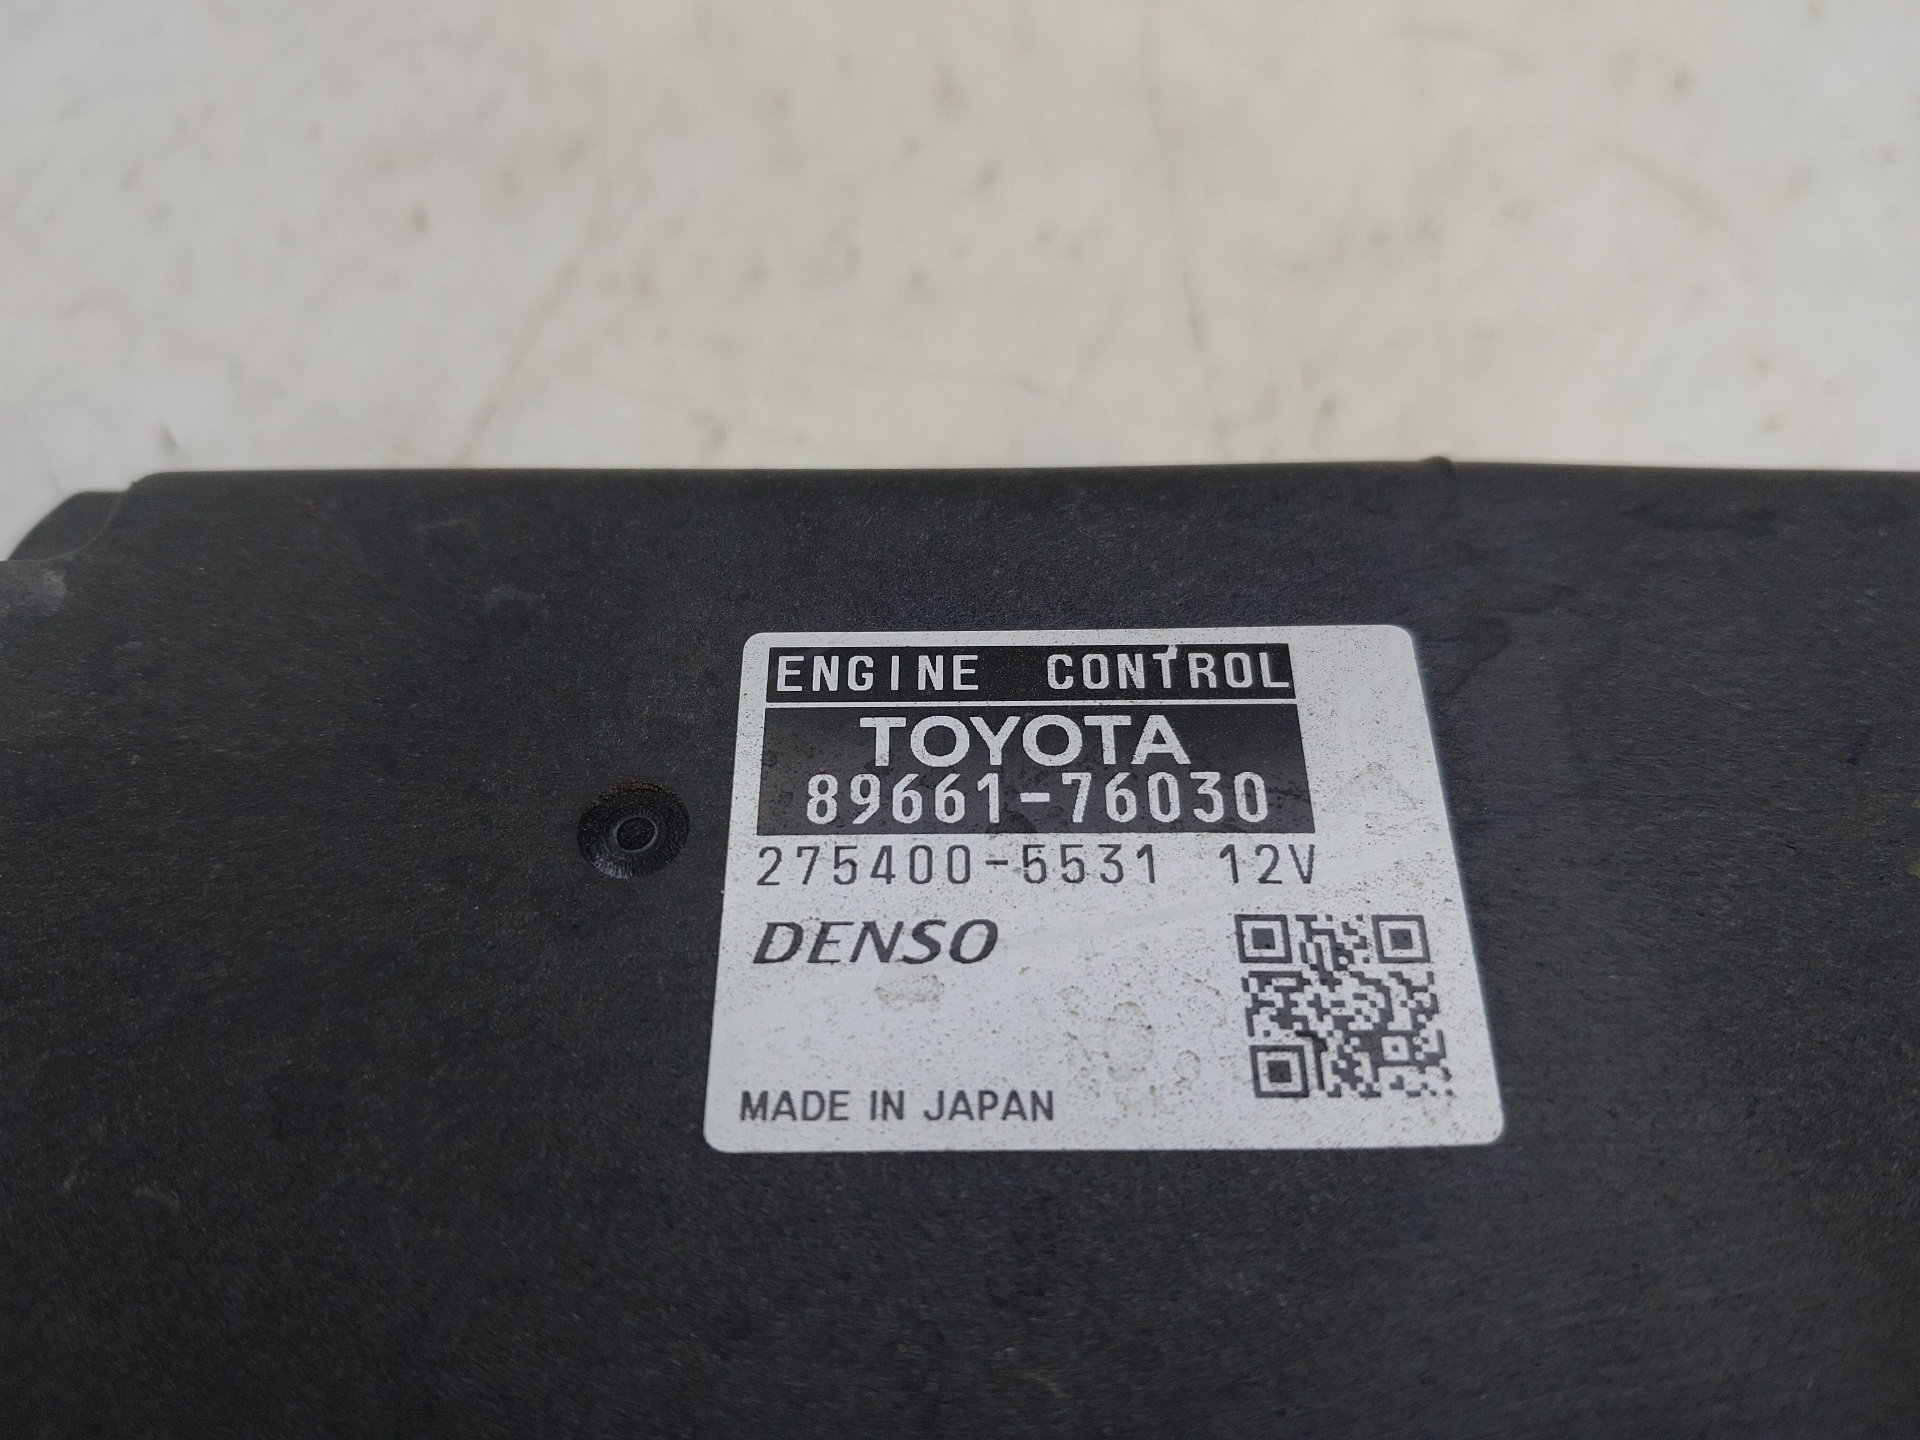 ENGINE CONTROL
TOYOTA
89661-76030
275400-5531 12V
DENSO
MADE IN JAPAN